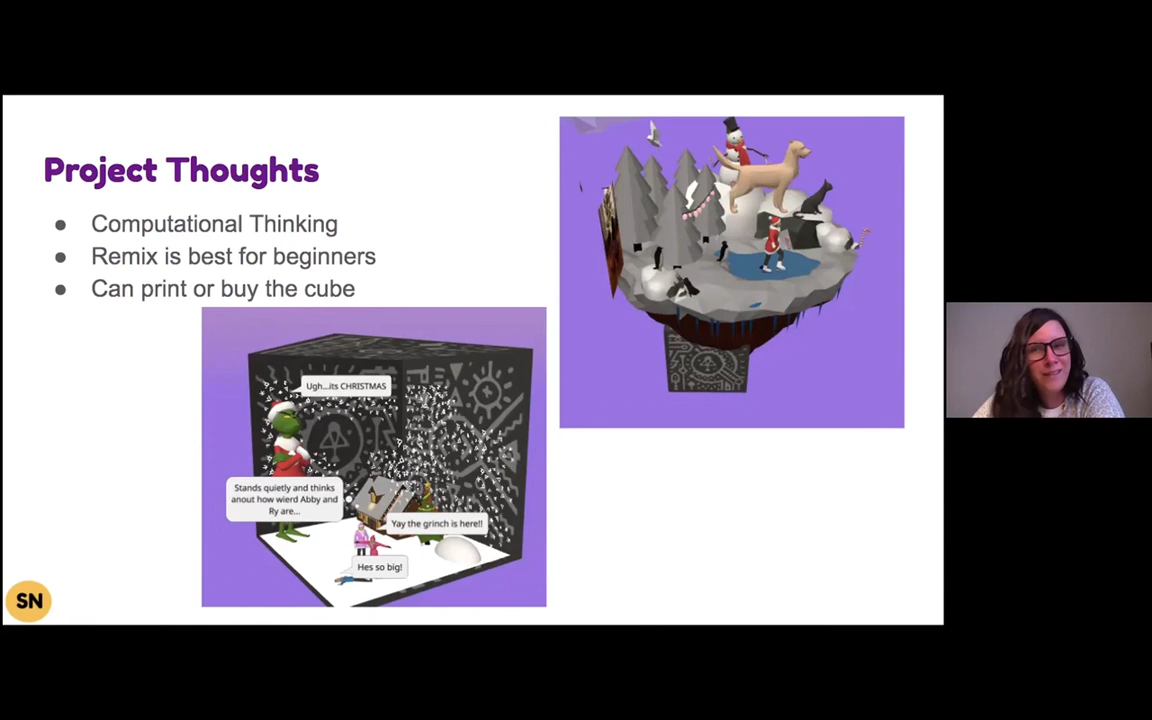 Project Thoughts
Computational Thinking
Remix is best for beginners
Can print or buy the cube
Ugh...its CHRISTMAS
Stands quietly and thinks
anout how wierd Abby and
Ry are...
Yay the grinch is here!!
Hes so big!
SN